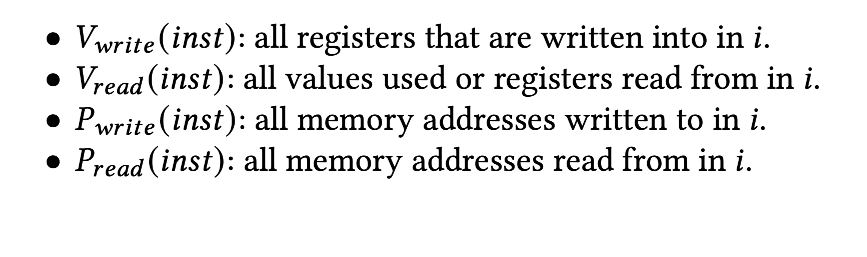 • V_write(inst): all registers that are written into in i.
• V_read(inst): all values used or registers read from in i.
• P_write(inst): all memory addresses written to in i.
• P_read(inst): all memory addresses read from in i.